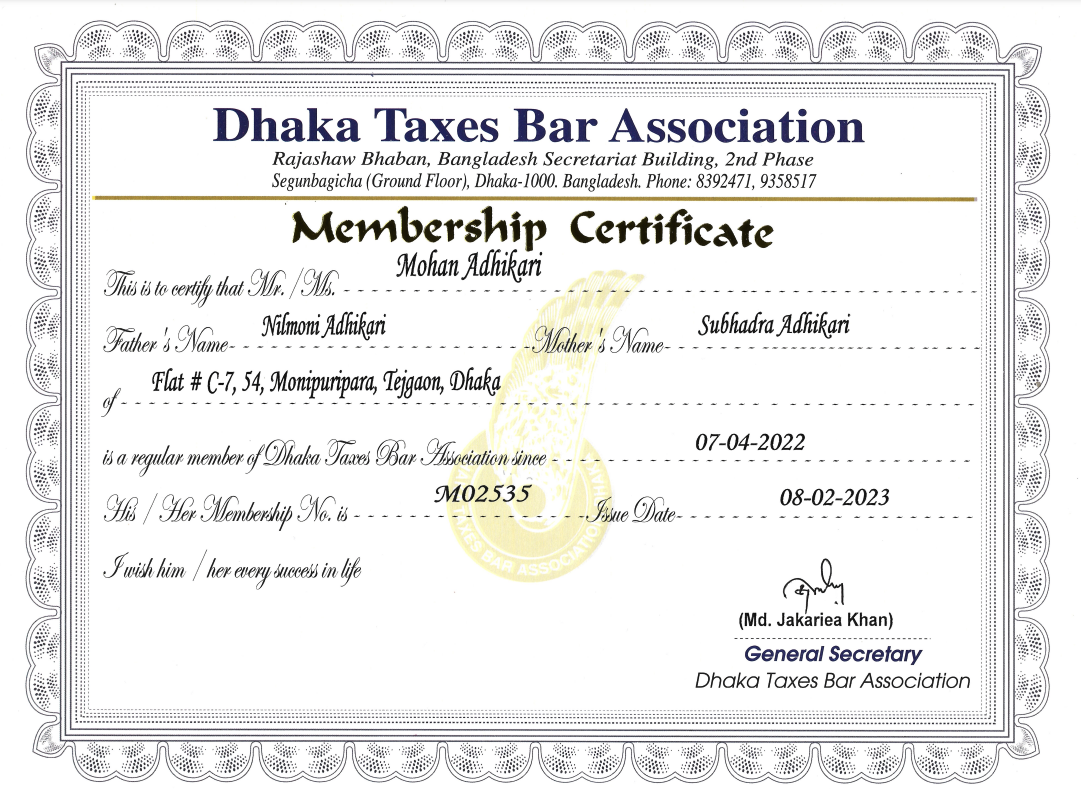 Dhaka Taxes Bar Association
Rajashaw Bhaban, Bangladesh Secretariat Building, 2nd Phase
Segunbagicha (Ground Floor), Dhaka-1000. Bangladesh. Phone: 8392471, 9358517
Membership Certificate
This is to certify that Mr. / Ms. Mohan Adhikari
Father's Name Nilmoni Adhikari Mother's Name Subhadra Adhikari
of Flat # C-7, 54, Monipuripara, Tejgaon, Dhaka
is a regular member of Dhaka Taxes Bar Association since 07-04-2022
His / Her Membership No. is M02535 Issue Date 08-02-2023
I wish him / her every success in life
(Md. Jakariea Khan)
General Secretary
Dhaka Taxes Bar Association
TAXES BAR ASSOCIATION